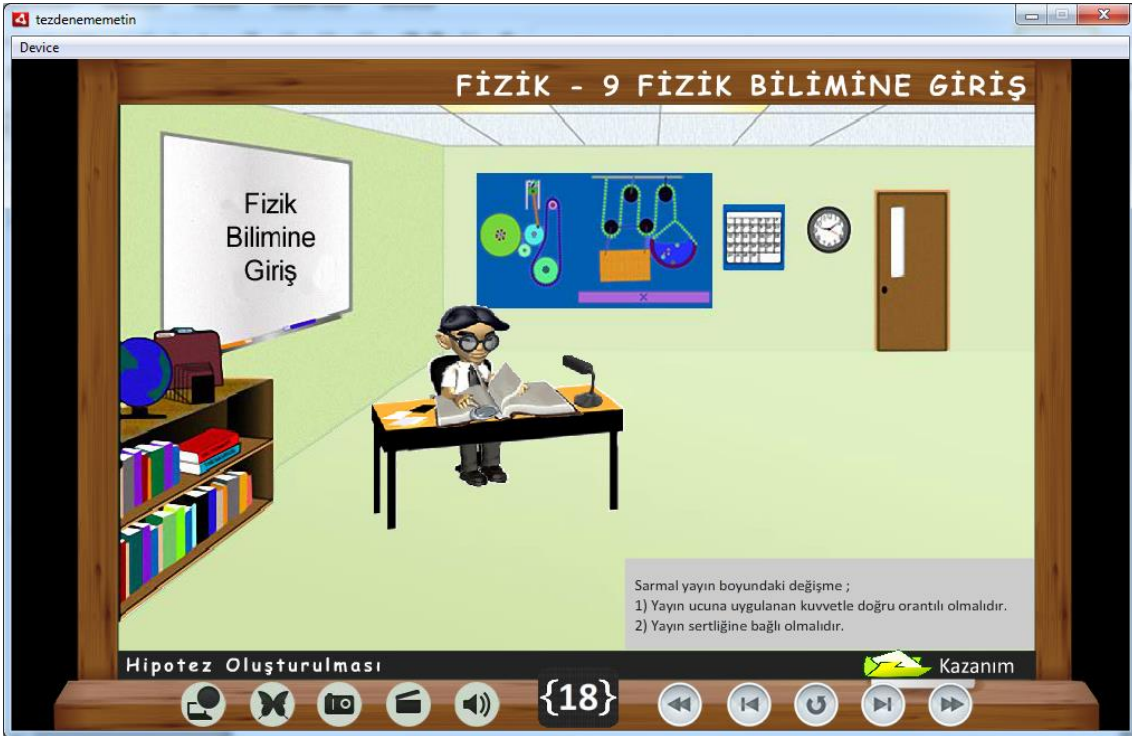 tezdenememetin
Device
FİZİK - 9 FİZİK BİLİMİNE GİRİŞ
Fizik
Bilimine
Giriş
Sarmal yayın boyundaki değişme ;
1) Yayın ucuna uygulanan kuvvetle doğru orantılı olmalıdır.
2) Yayın sertliğine bağlı olmalıdır.
Hipotez Oluşturulması
Kazanım
{18}